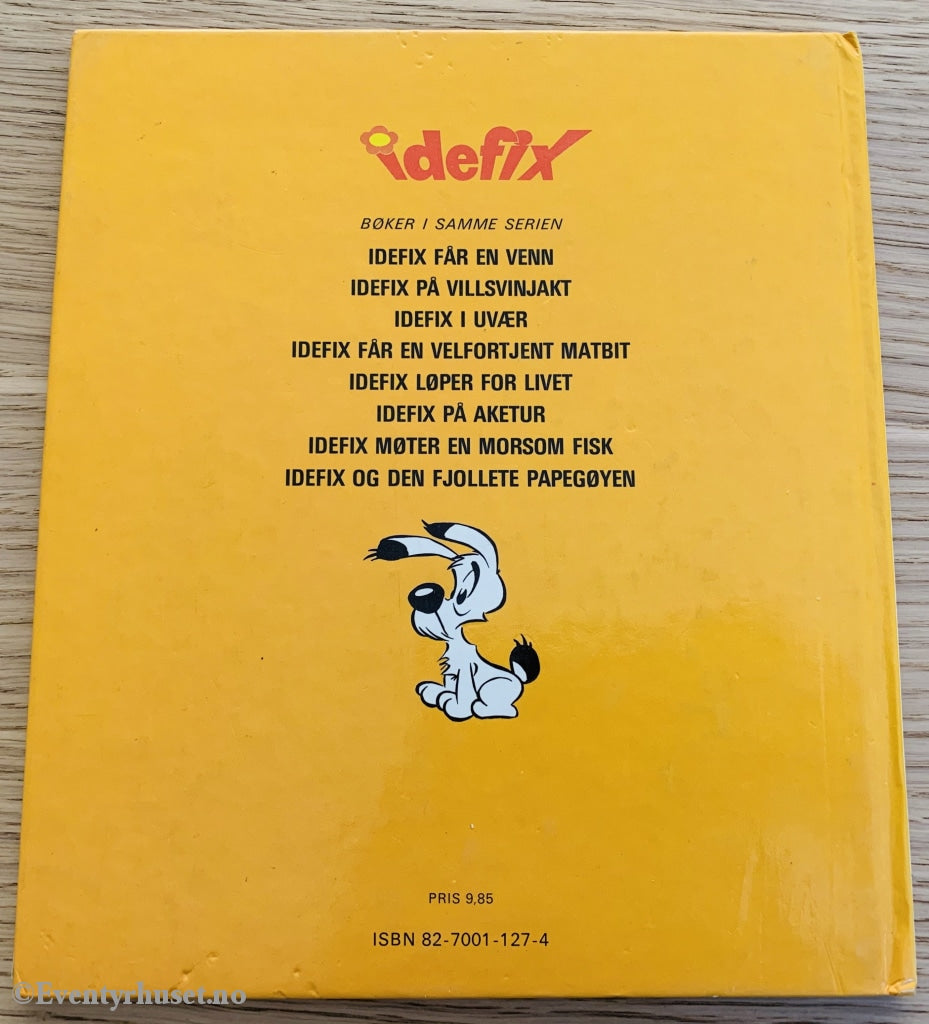 idefix
BØKER I SAMME SERIEN
IDEFIX FÅR EN VENN
IDEFIX PÅ VILLSVINJAKT
IDEFIX I UVÆR
IDEFIX FÅR EN VELFORTJENT MATBIT
IDEFIX LØPER FOR LIVET
IDEFIX PÅ AKETUR
IDEFIX MØTER EN MORSOM FISK
IDEFIX OG DEN FJOLLETE PAPEGØYEN
PRIS 9,85
ISBN 82-7001-127-4
©Eventyrhuset.no